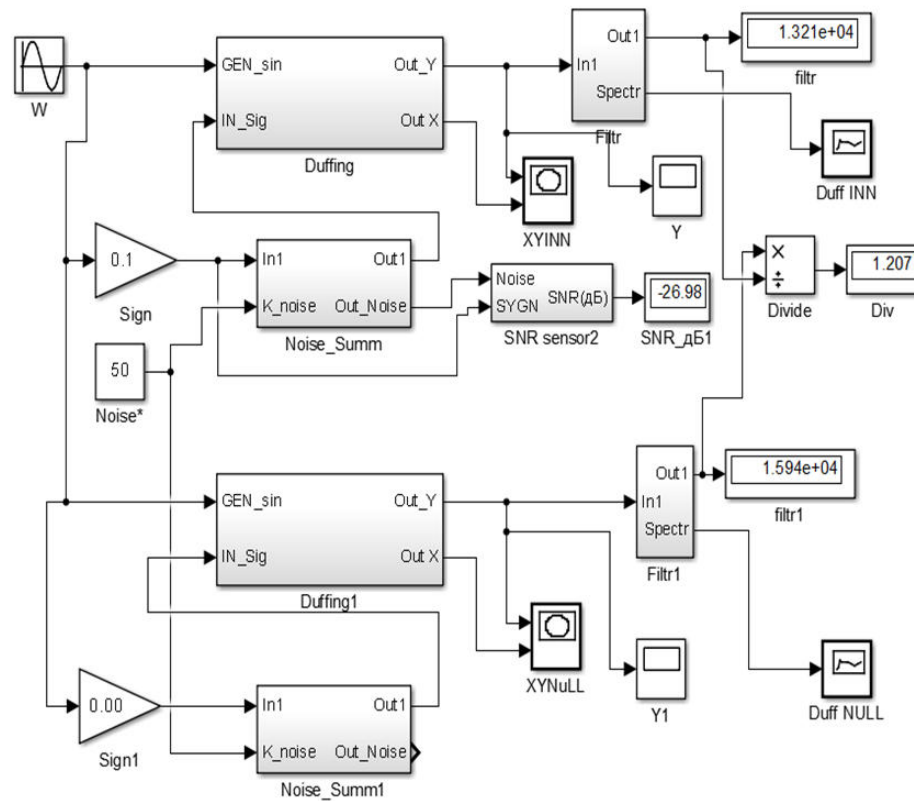 W
GEN_sin
IN_Sig
Out_Y
Out X
Duffing
In1
Out1
Spectr
Filtr
1.321e+04
filtr
Duff INN
XYINN
Y
0.1
Sign
In1
K_noise
Out1
Out_Noise
Noise_Summ
Noise
SYGN
SNR(дБ)
SNR sensor2
-26.98
SNR_дБ1
×
÷
Divide
1.207
Div
50
Noise*
GEN_sin
IN_Sig
Out_Y
Out X
Duffing1
In1
Out1
Spectr
Filtr1
1.594e+04
filtr1
XYNuLL
Y1
Duff NULL
0.00
Sign1
In1
K_noise
Out1
Out_Noise
Noise_Summ1